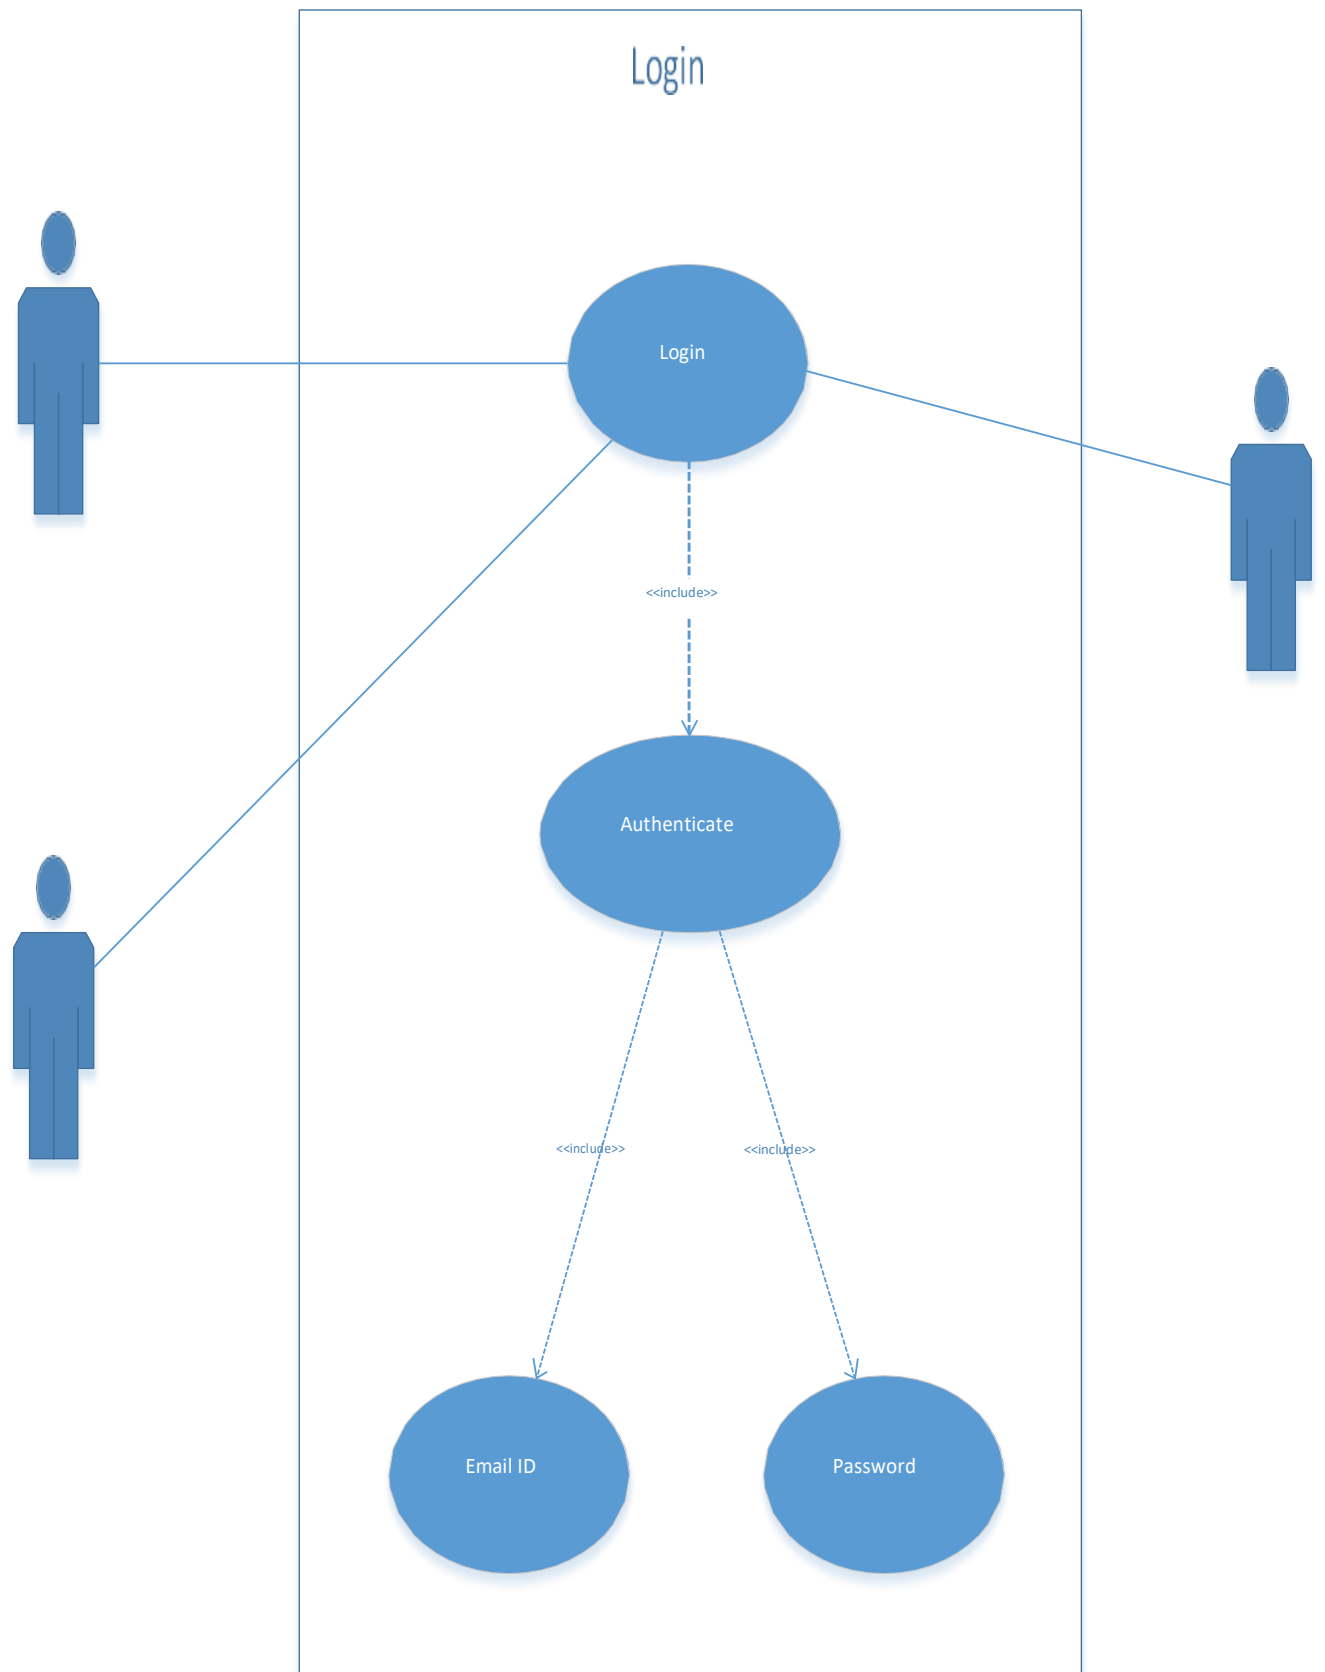 Login
Login
<<include>>
Authenticate
<<include>>
<<include>>
Email ID
Password